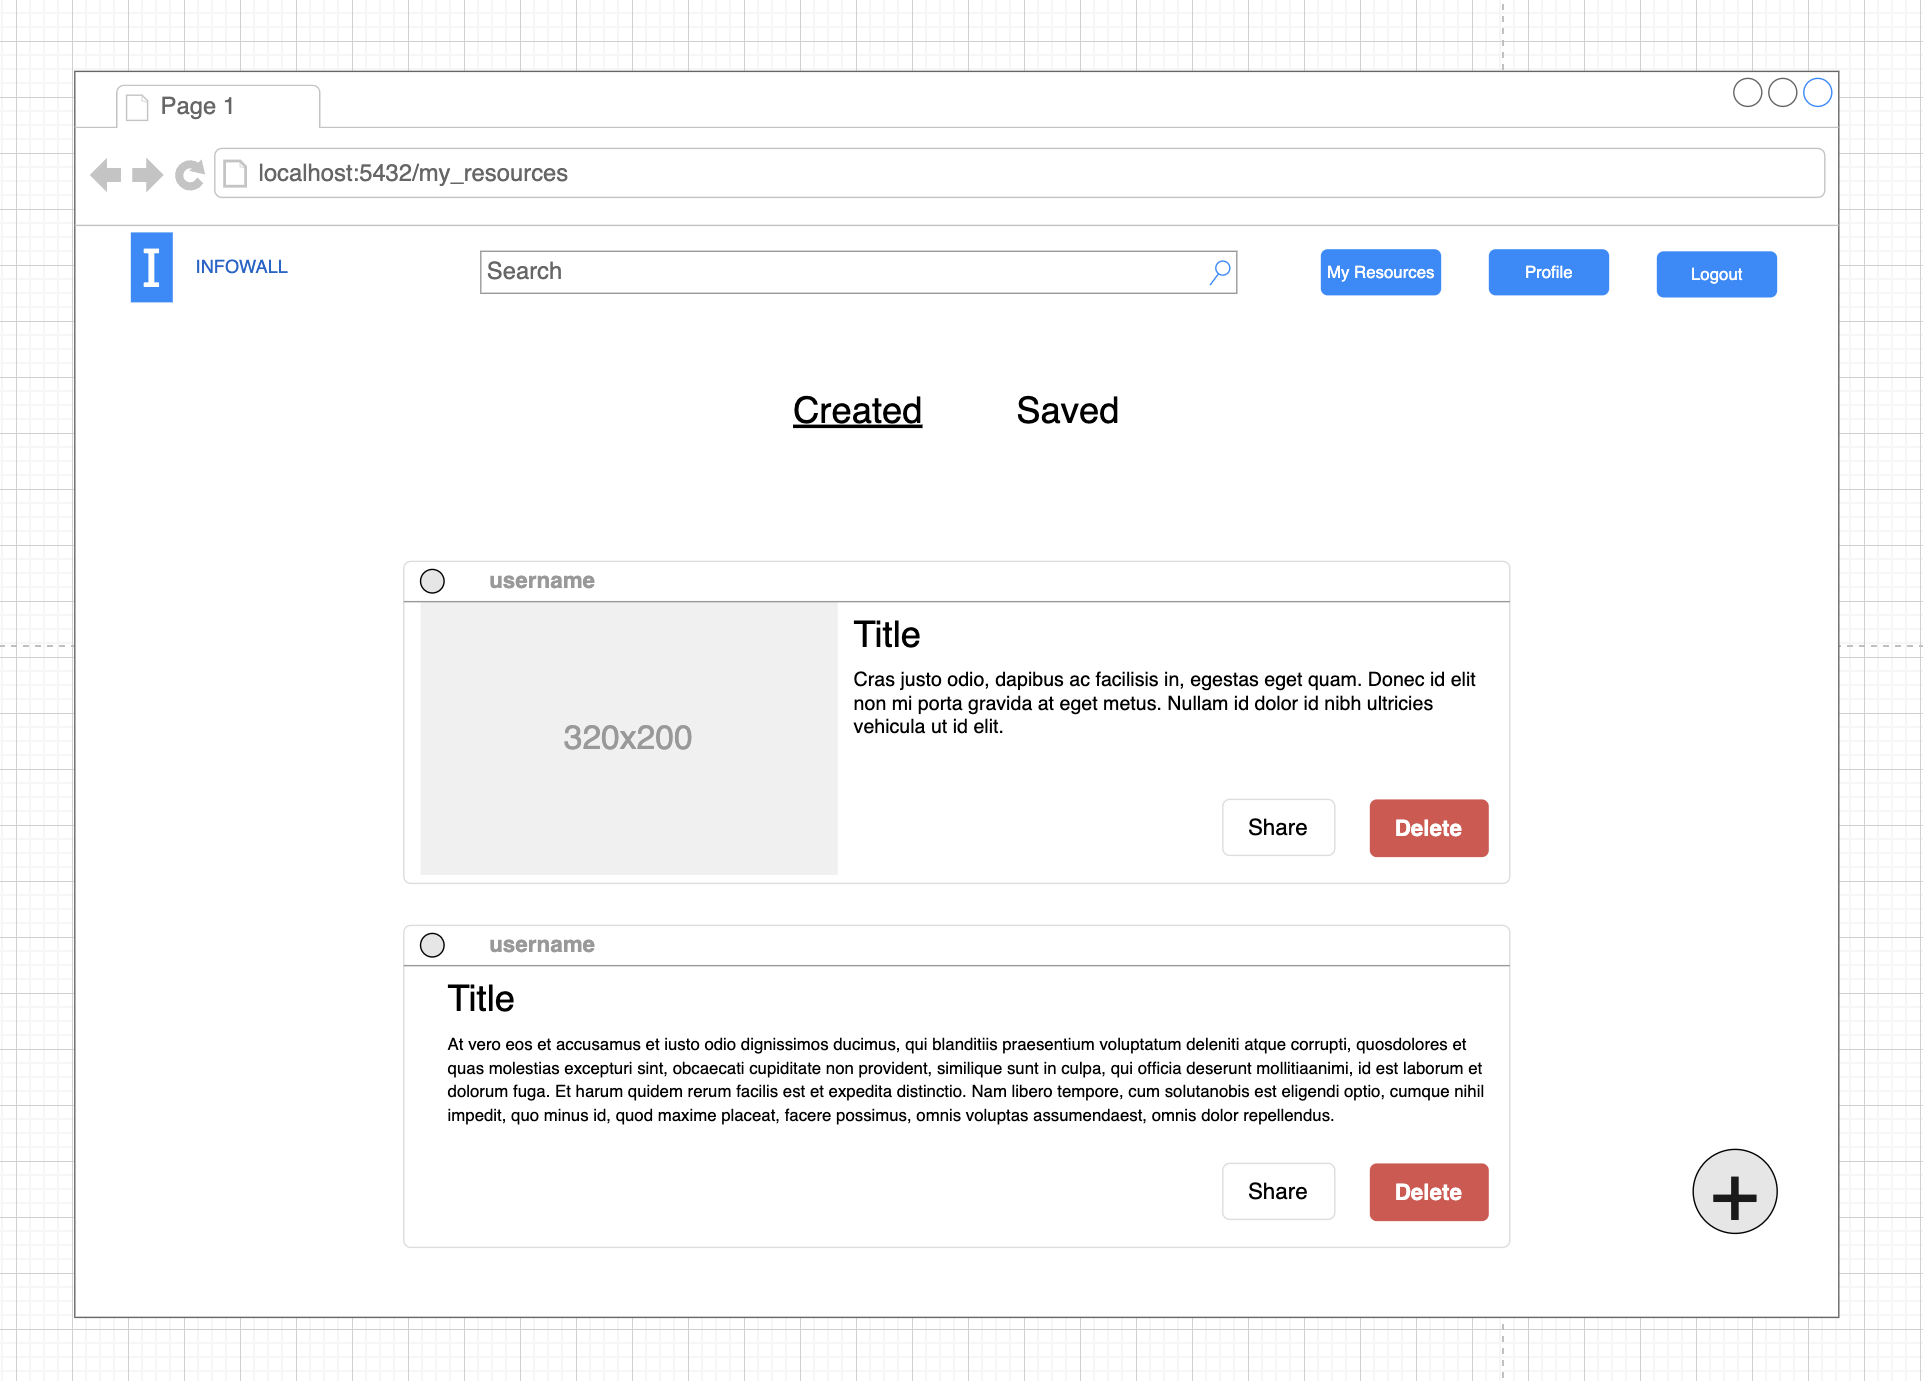 Page 1
localhost:5432/my_resources
I
INFOWALL
Search
My Resources
Profile
Logout
Created
Saved
username
320x200
Title
Cras justo odio, dapibus ac facilisis in, egestas eget quam. Donec id elit
non mi porta gravida at eget metus. Nullam id dolor id nibh ultricies
vehicula ut id elit.
Share
Delete
username
Title
At vero eos et accusamus et iusto odio dignissimos ducimus, qui blanditiis praesentium voluptatum deleniti atque corrupti, quosdolores et
quas molestias excepturi sint, obcaecati cupiditate non provident, similique sunt in culpa, qui officia deserunt mollitiaanimi, id est laborum et
dolorum fuga. Et harum quidem rerum facilis est et expedita distinctio. Nam libero tempore, cum solutanobis est eligendi optio, cumque nihil
impedit, quo minus id, quod maxime placeat, facere possimus, omnis voluptas assumendaest, omnis dolor repellendus.
Share
Delete
+